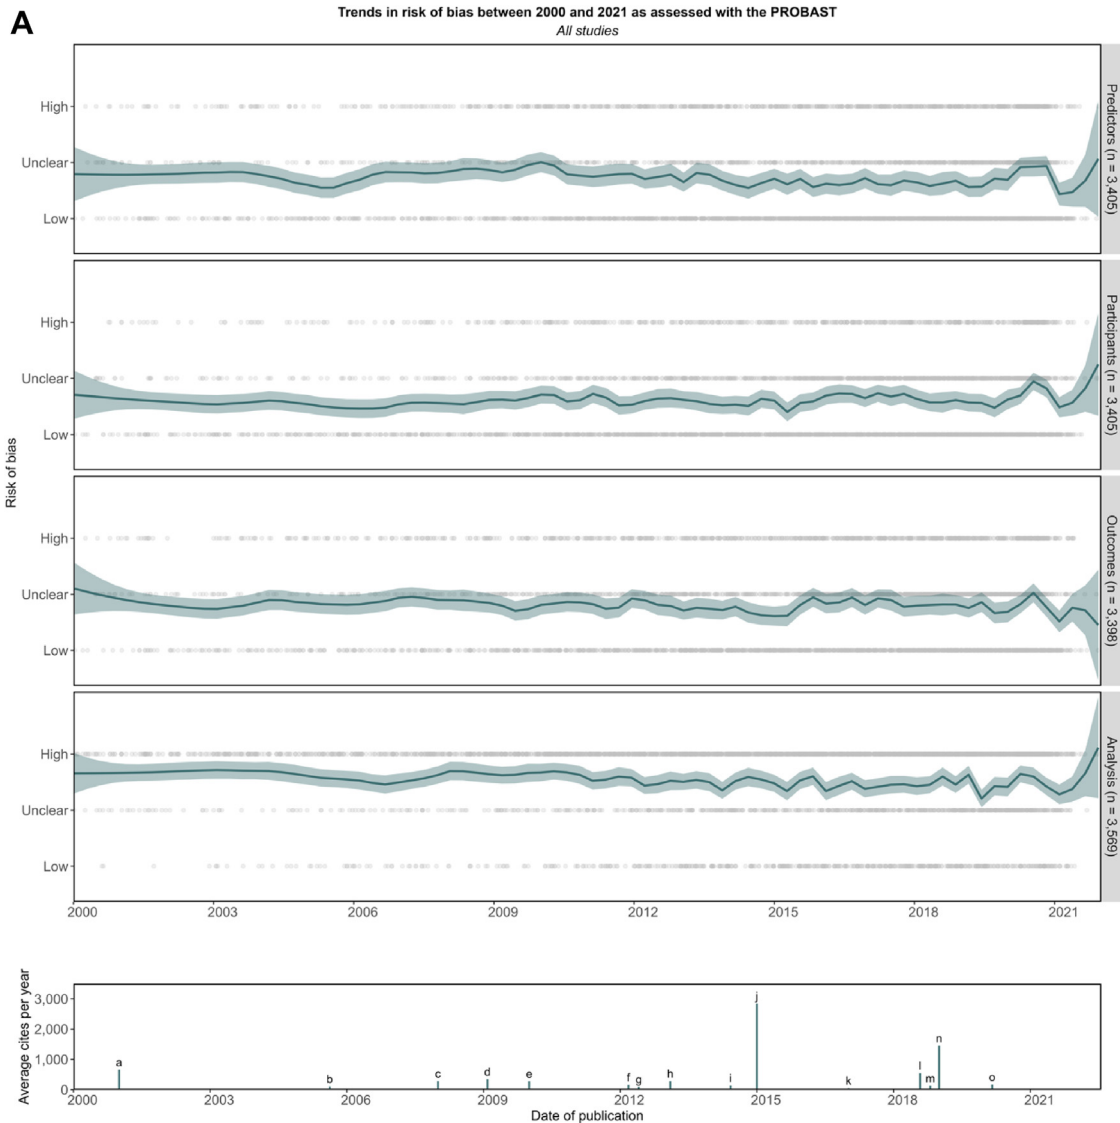 A
Trends in risk of bias between 2000 and 2021 as assessed with the PROBAST
All studies
Risk of bias
High
Unclear
Low
Predictors (n = 3,405)
High
Unclear
Low
Participants (n = 3,405)
High
Unclear
Low
Outcomes (n = 3,398)
High
Unclear
Low
Analysis (n = 3,569)
2000 2003 2006 2009 2012 2015 2018 2021
Average cites per year
3,000
2,000
1,000
0
a b c d e f g h i j k l m n o
2000 2003 2006 2009 2012 2015 2018 2021
Date of publication